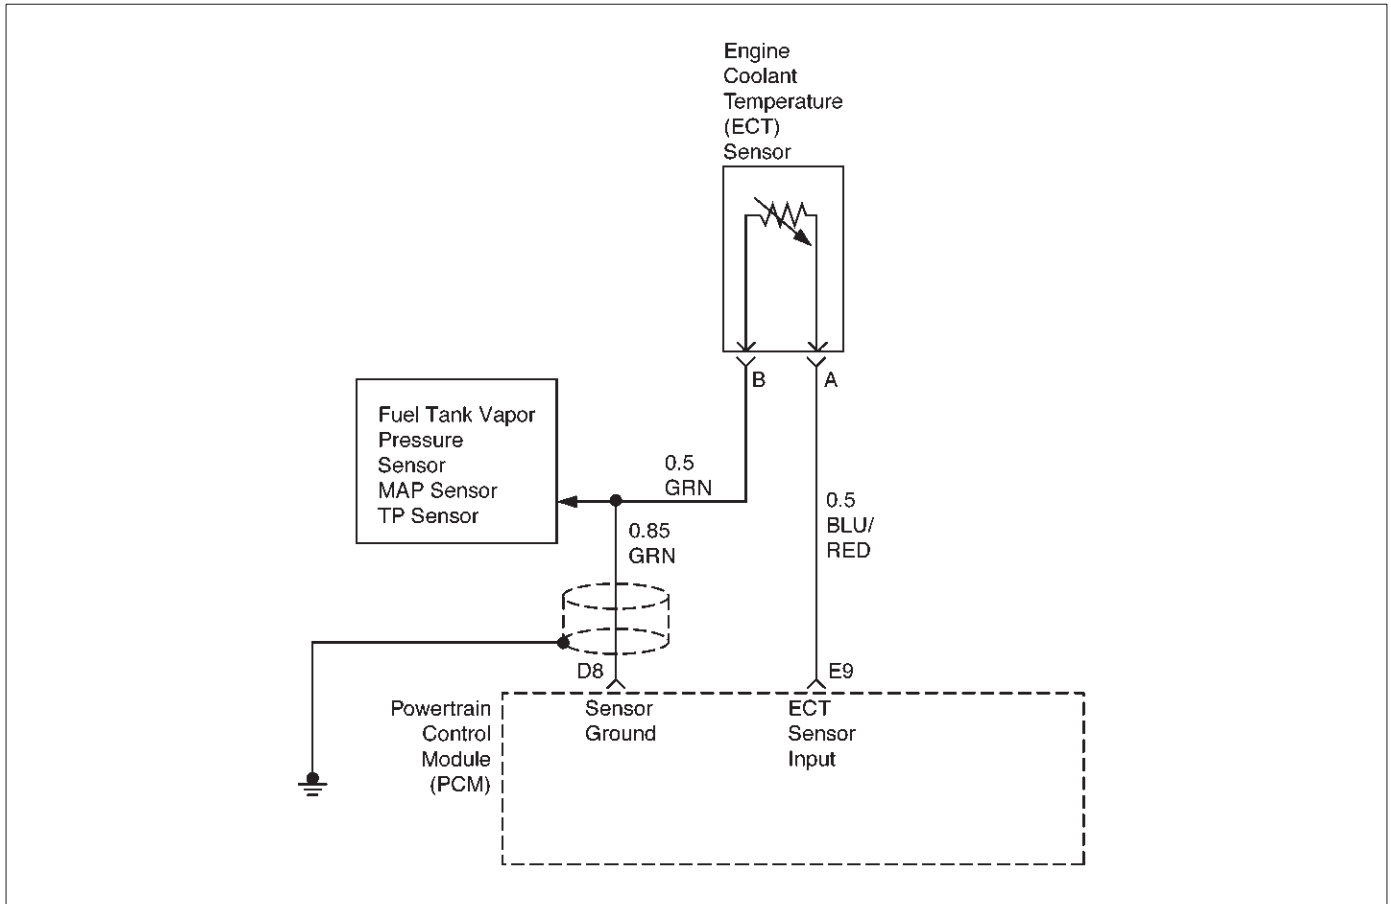 Engine
Coolant
Temperature
(ECT)
Sensor
B
A
Fuel Tank Vapor
Pressure
Sensor
MAP Sensor
TP Sensor
0.5
GRN
0.85
GRN
0.5
BLU/
RED
D8
E9
Powertrain
Control
Module
(PCM)
Sensor
Ground
ECT
Sensor
Input